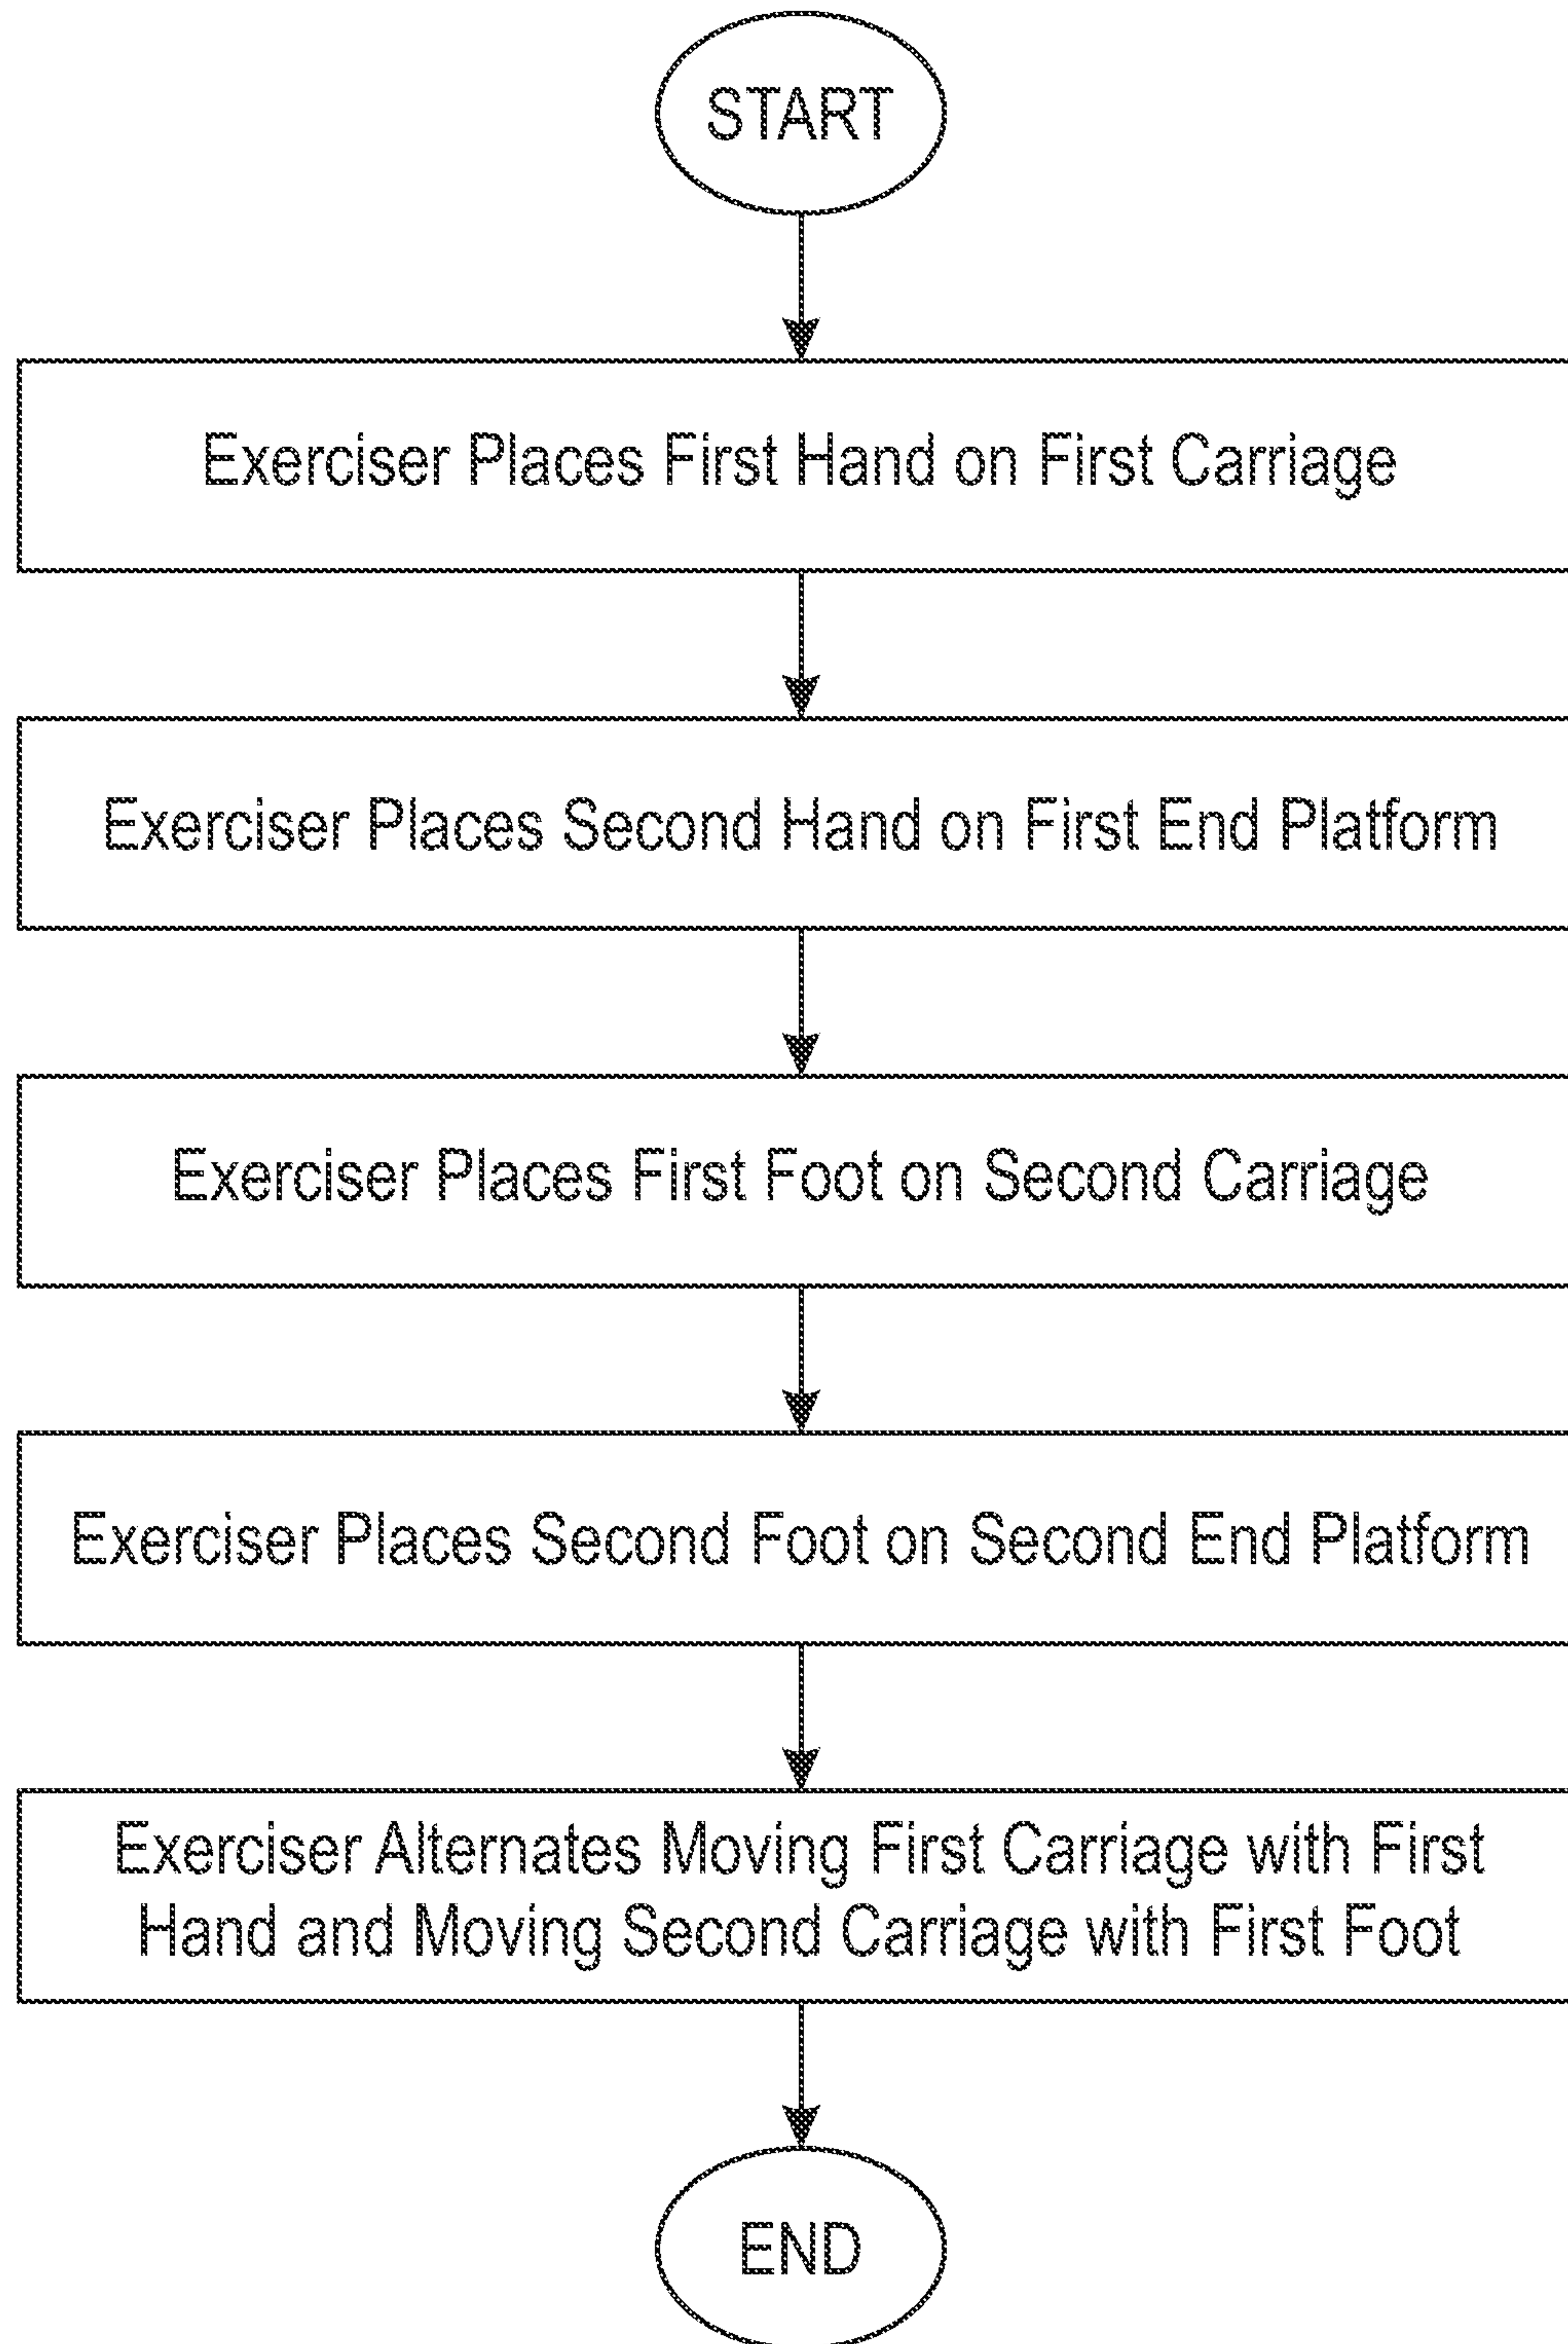 START
Exerciser Places First Hand on First Carriage
Exerciser Places Second Hand on First End Platform
Exerciser Places First Foot on Second Carriage
Exerciser Places Second Foot on Second End Platform
Exerciser Alternates Moving First Carriage with First
Hand and Moving Second Carriage with First Foot
END